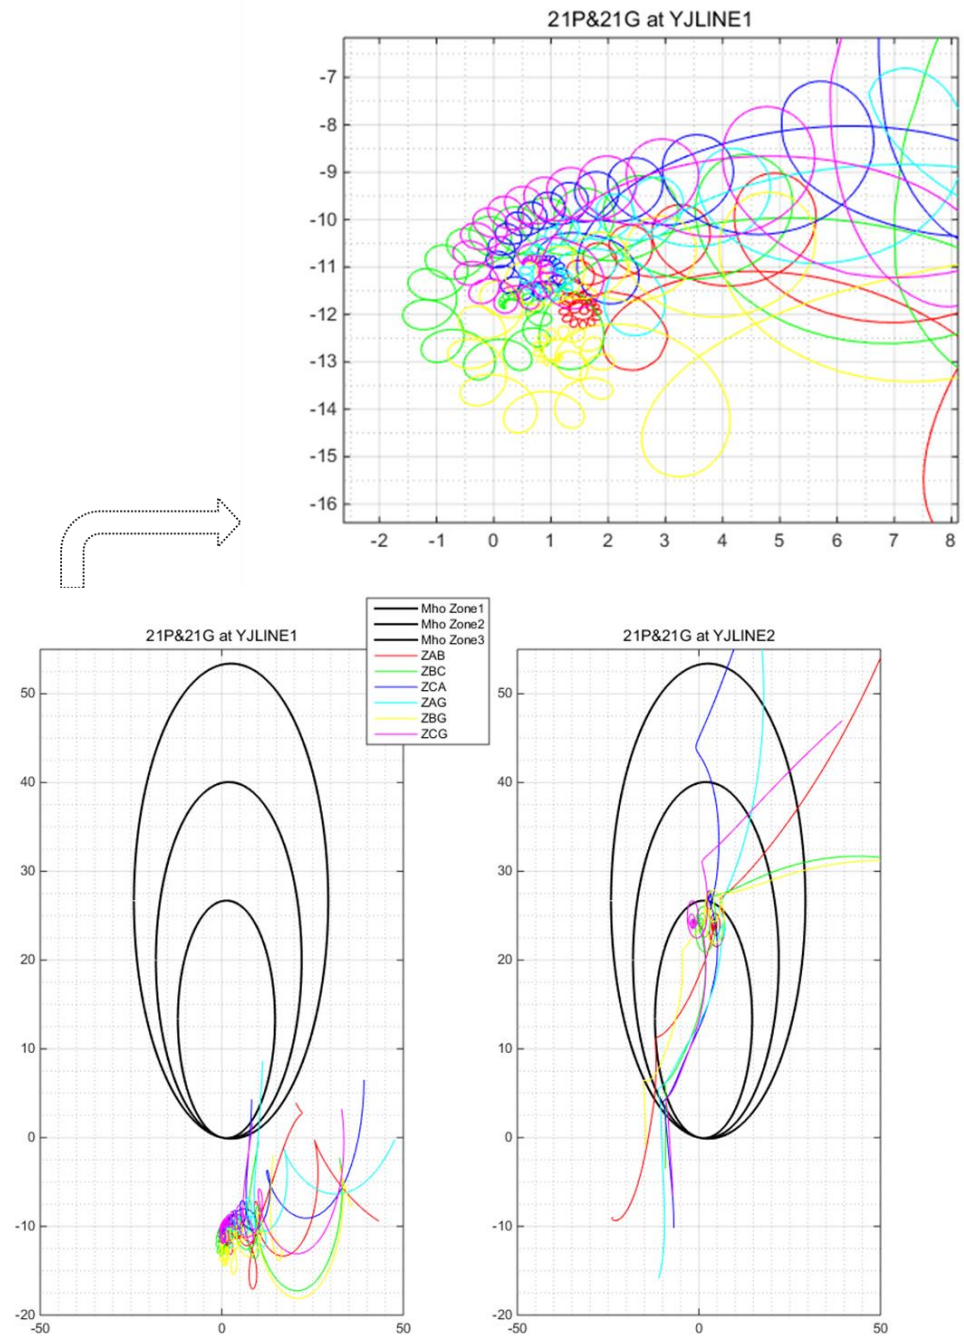 21P&21G at YJLINE1
-7
-8
-9
-10
-11
-12
-13
-14
-15
-16
-2 -1 0 1 2 3 4 5 6 7 8
Mho Zone1
Mho Zone2
Mho Zone3
ZAB
ZBC
ZCA
ZAG
ZBG
ZCG
21P&21G at YJLINE1
50
40
30
20
10
0
-10
-20
-50 0 50
21P&21G at YJLINE2
50
40
30
20
10
0
-10
-20
-50 0 50